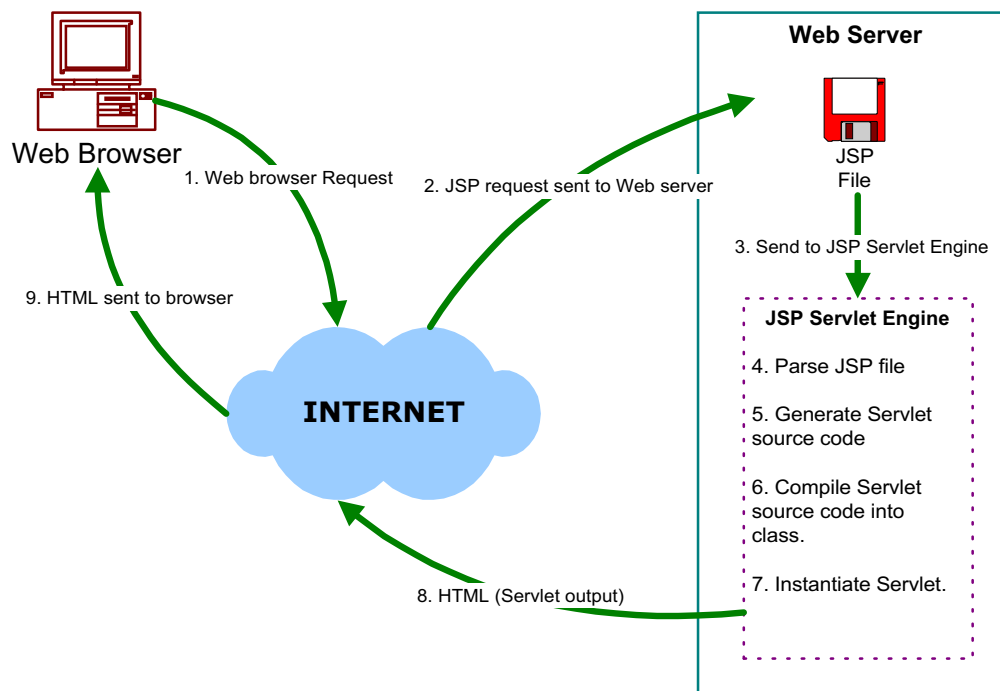 Web Server
Web Browser
JSP
File
1. Web browser Request
2. JSP request sent to Web server
3. Send to JSP Servlet Engine
9. HTML sent to browser
JSP Servlet Engine
4. Parse JSP file
5. Generate Servlet
source code
6. Compile Servlet
source code into
class.
7. Instantiate Servlet.
INTERNET
8. HTML (Servlet output)